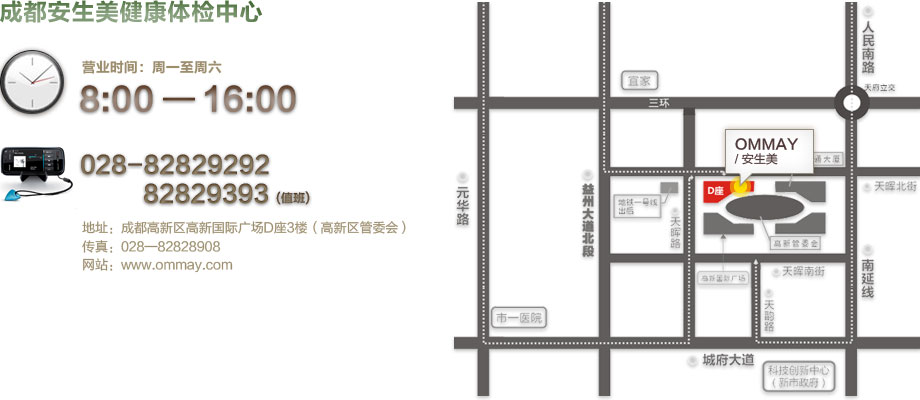 成都安生美健康体检中心
营业时间：周一至周六
8:00 — 16:00
028-82829292
82829393 (值班)
地址：成都高新区高新国际广场D座3楼（高新区管委会）
传真：028—82828908
网站：www.ommay.com
人民南路
宜家
天府立交
三环
OMMAY
/ 安生美
通大厦
D座
天晖北街
元华路
益州大道北段
地铁一号线
出口
天晖路
高新管委会
高新国际广场
天晖南街
南延线
天韵路
市一医院
城府大道
科技创新中心
（新市政府）